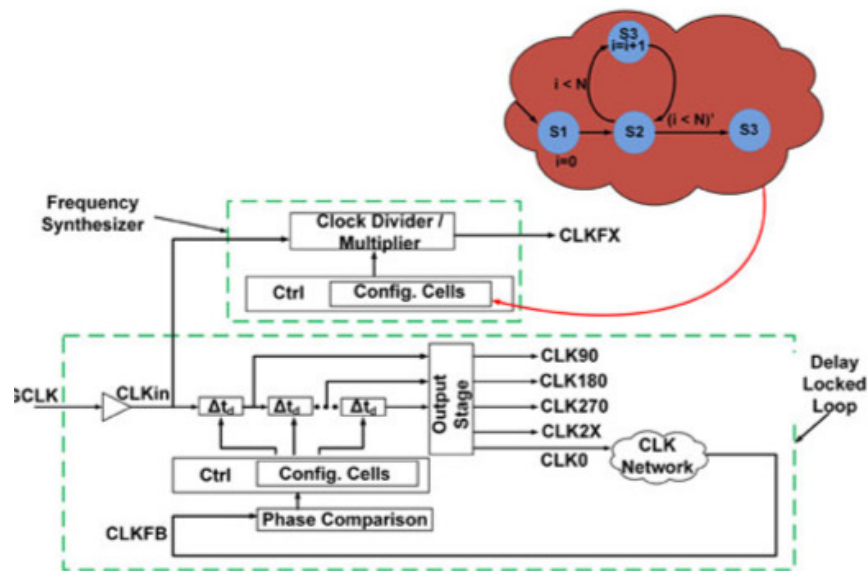 S3
i=i+1
i < N
(i < N)'
S1
S2
S3
i=0
Frequency
Synthesizer
Clock Divider /
Multiplier
CLKFX
Ctrl
Config. Cells
CLK90
CLK180
CLK270
CLK2X
CLK0
Delay
Locked
Loop
SCLK
CLKin
Δtd
Δtd
Δtd
Output
Stage
CLK
Network
Ctrl
Config. Cells
CLKFB
Phase Comparison